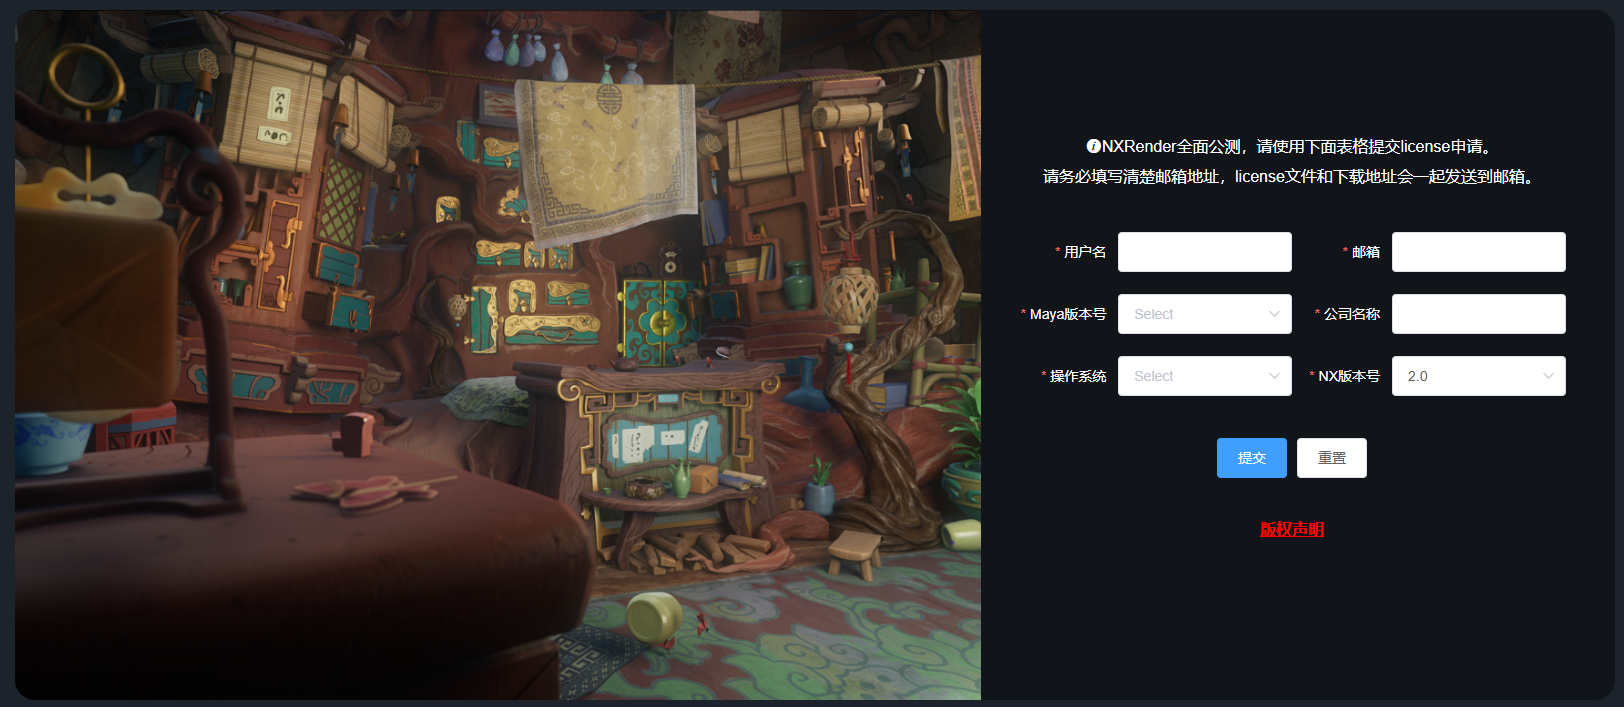 NXRender全面公测，请使用下面表格提交license申请。
请务必填写清楚邮箱地址，license文件和下载地址会一起发送到邮箱。
* 用户名
* 邮箱
* Maya版本号 Select
* 公司名称
* 操作系统 Select
* NX版本号 2.0
提交 重置
版权声明